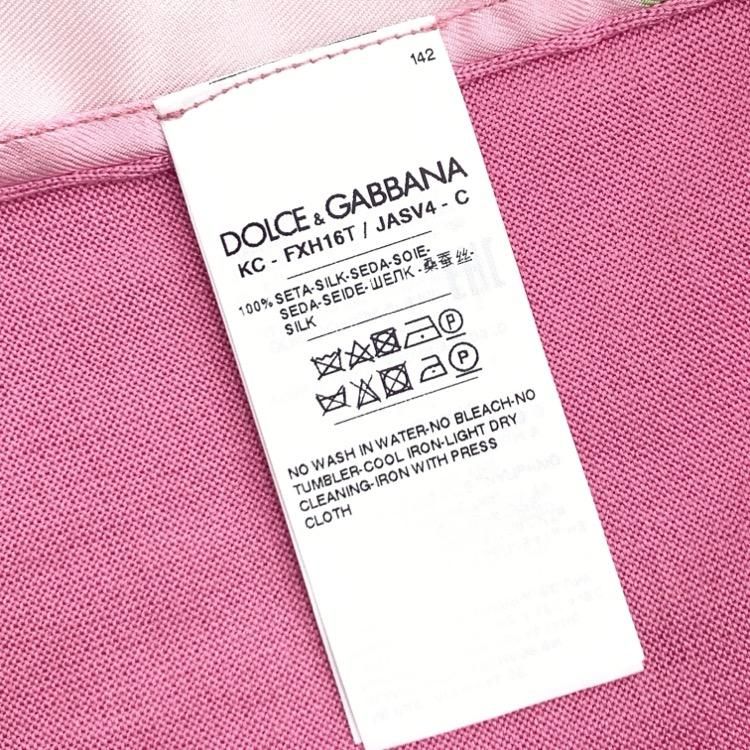 142
DOLCE & GABBANA
KC - FXH16T / JASV4 - C
100% SETA-SILK-SEDA-SOIE-
SEDA-SEIDE-ШЕЛК-桑蚕丝-
SILK
P
P
NO WASH IN WATER-NO BLEACH-NO
TUMBLER-COOL IRON-LIGHT DRY
CLEANING-IRON WITH PRESS
CLOTH